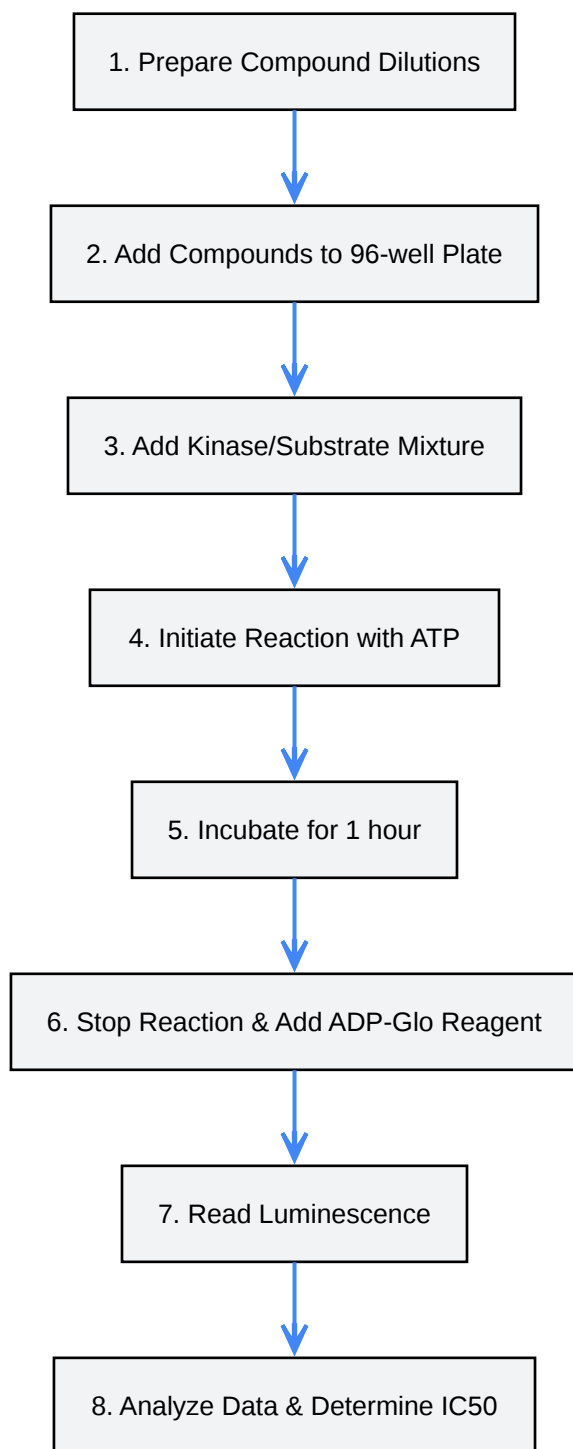 1. Prepare Compound Dilutions
2. Add Compounds to 96-well Plate
3. Add Kinase/Substrate Mixture
4. Initiate Reaction with ATP
5. Incubate for 1 hour
6. Stop Reaction & Add ADP-Glo Reagent
7. Read Luminescence
8. Analyze Data & Determine IC50